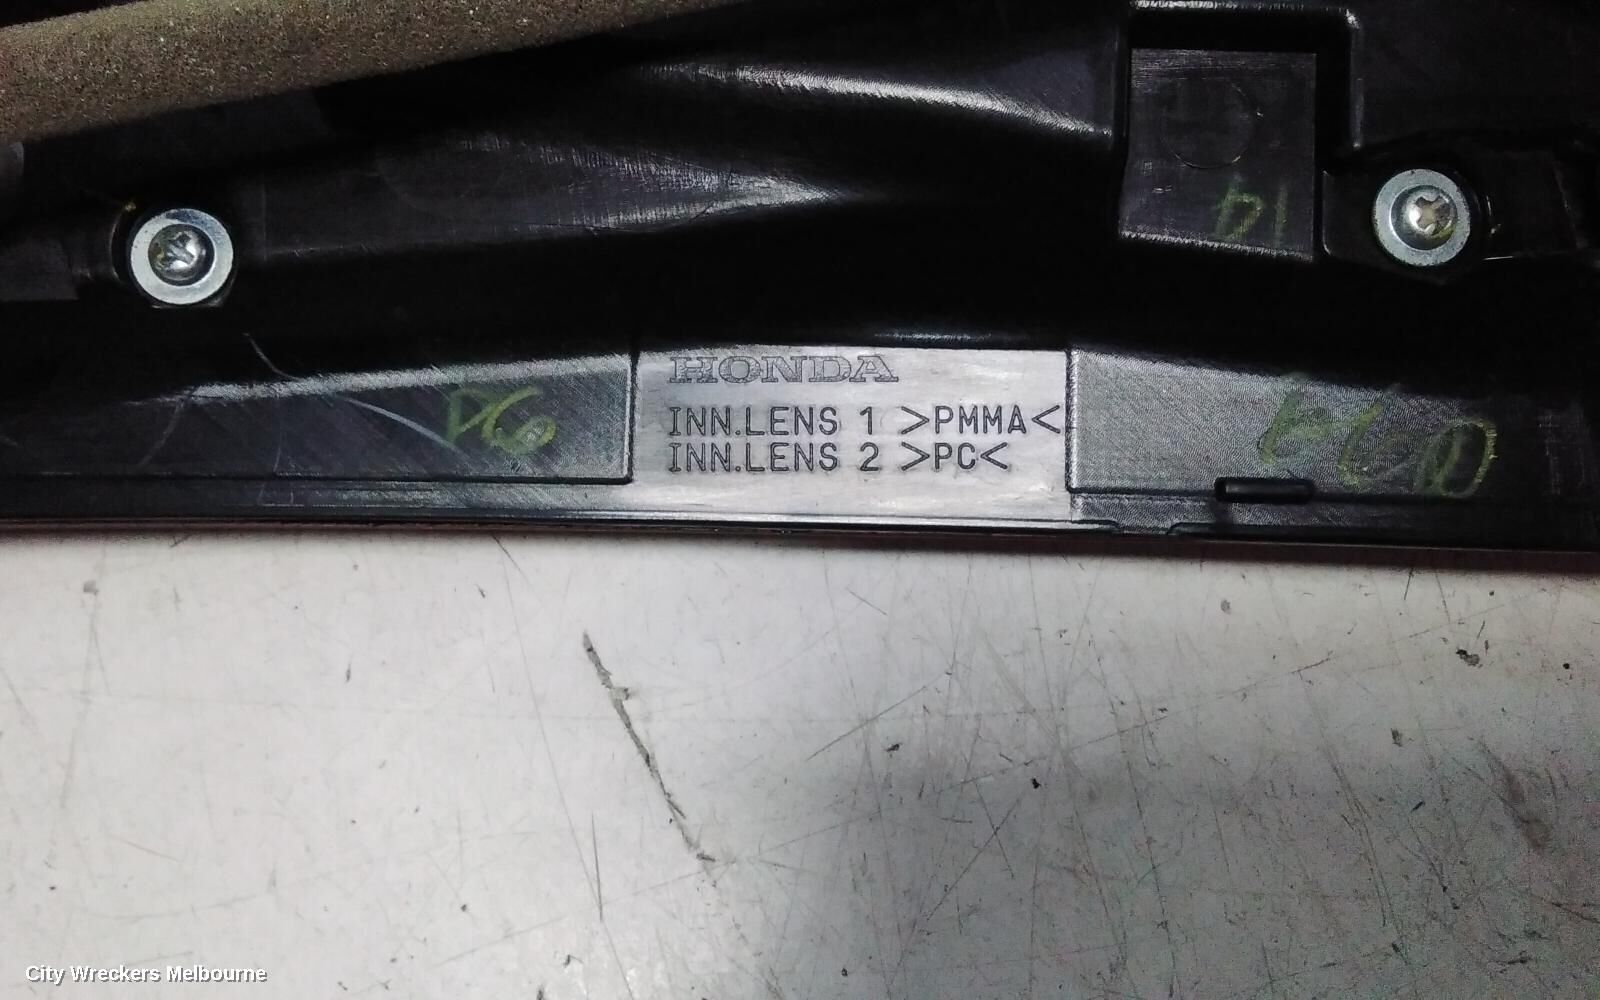 14
HONDA
INN.LENS 1 >PMMA<
INN.LENS 2 >PC<
City Wreckers Melbourne